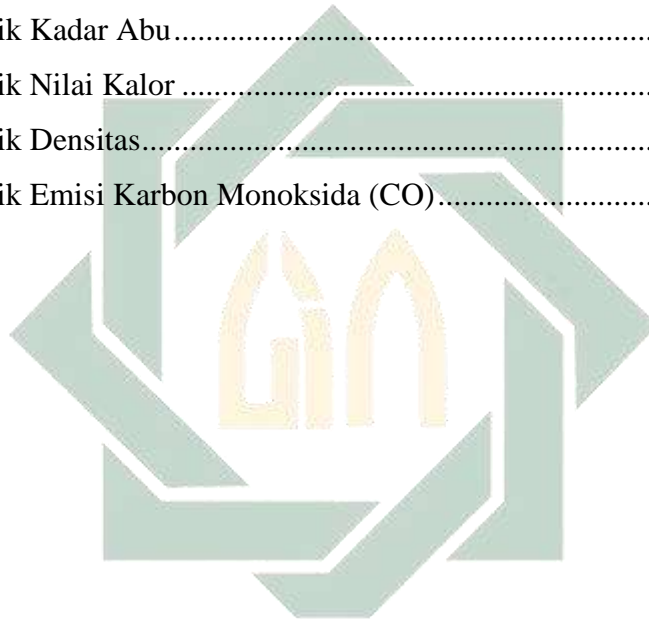 ik Kadar Abu............................................................
ik Nilai Kalor ...........................................................
ik Densitas................................................................
ik Emisi Karbon Monoksida (CO)...........................